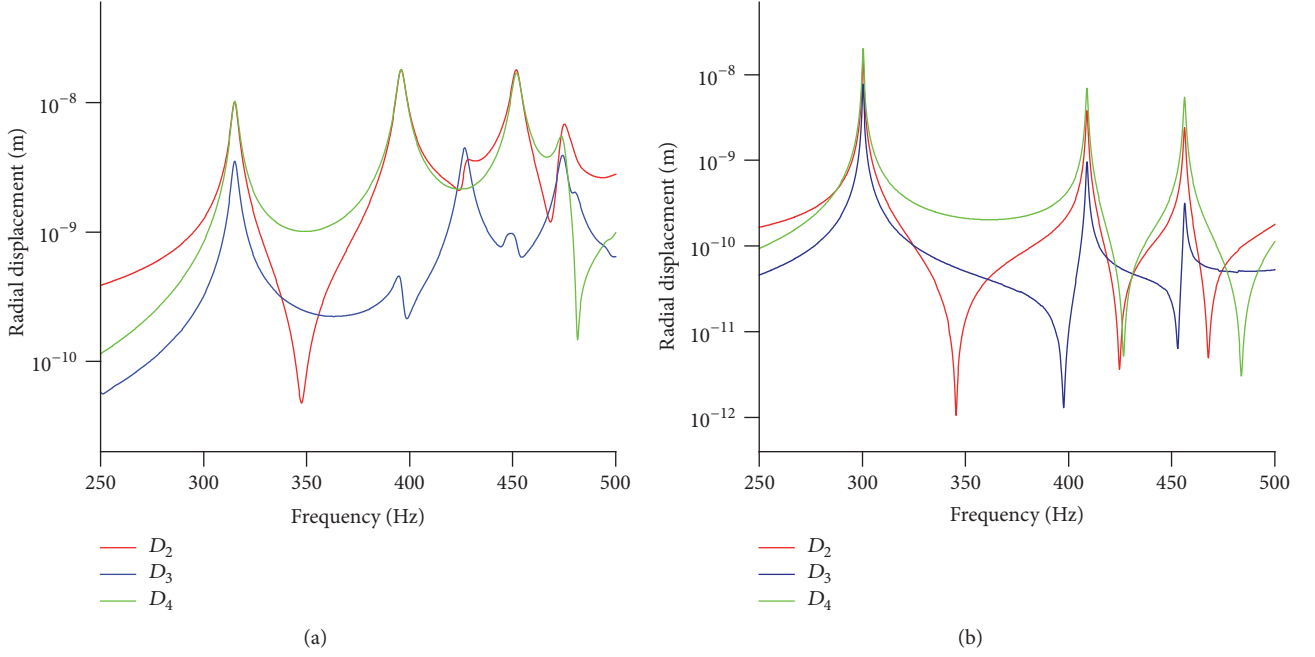 Radial displacement (m)
10⁻⁸
10⁻⁹
10⁻¹⁰
250 300 350 400 450 500
Frequency (Hz)
D₂
D₃
D₄
(a)
Radial displacement (m)
10⁻⁸
10⁻⁹
10⁻¹⁰
10⁻¹¹
10⁻¹²
250 300 350 400 450 500
Frequency (Hz)
D₂
D₃
D₄
(b)